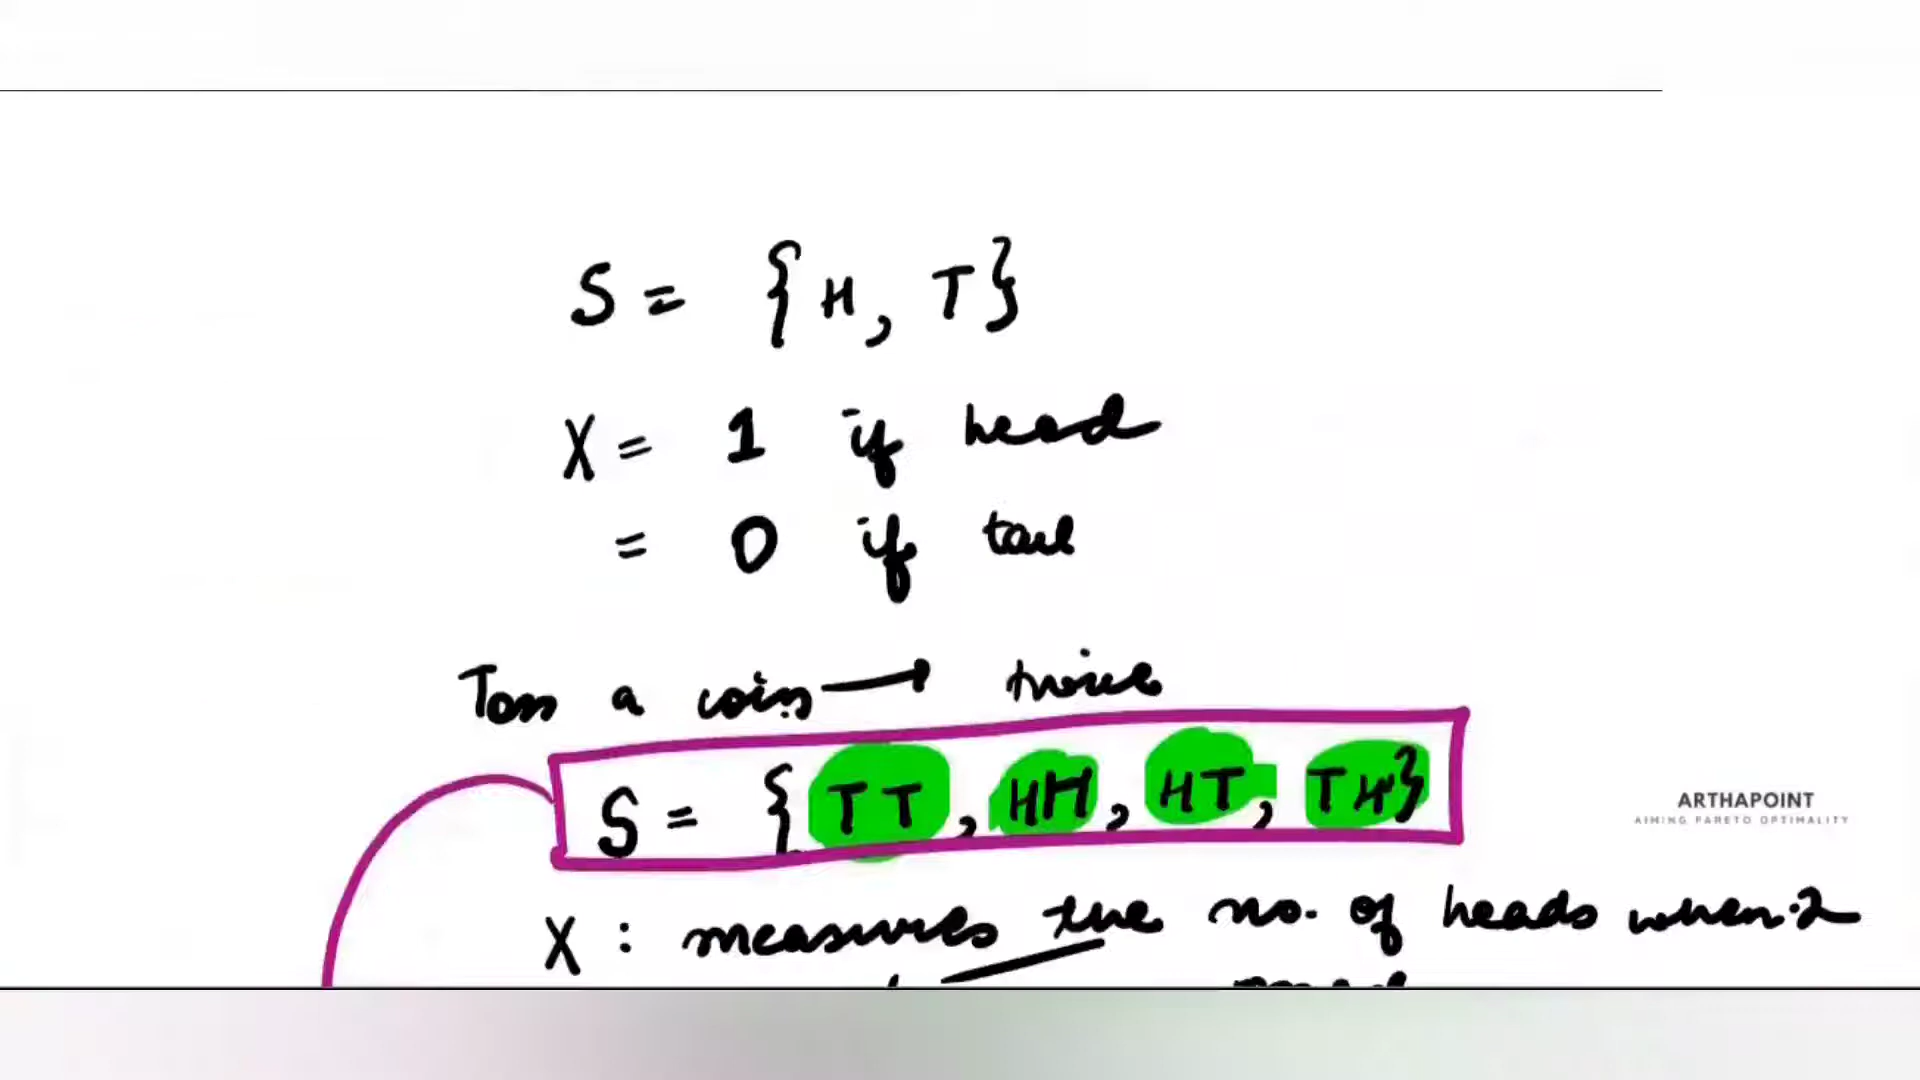 S = { H, T}
X = 1 if head
= 0 if tail
Toss a coin → twice
S = { TT, HH, HT, TH}
ARTHAPOINT
AIMING PARETO OPTIMALITY
X : measures the no. of heads when 2